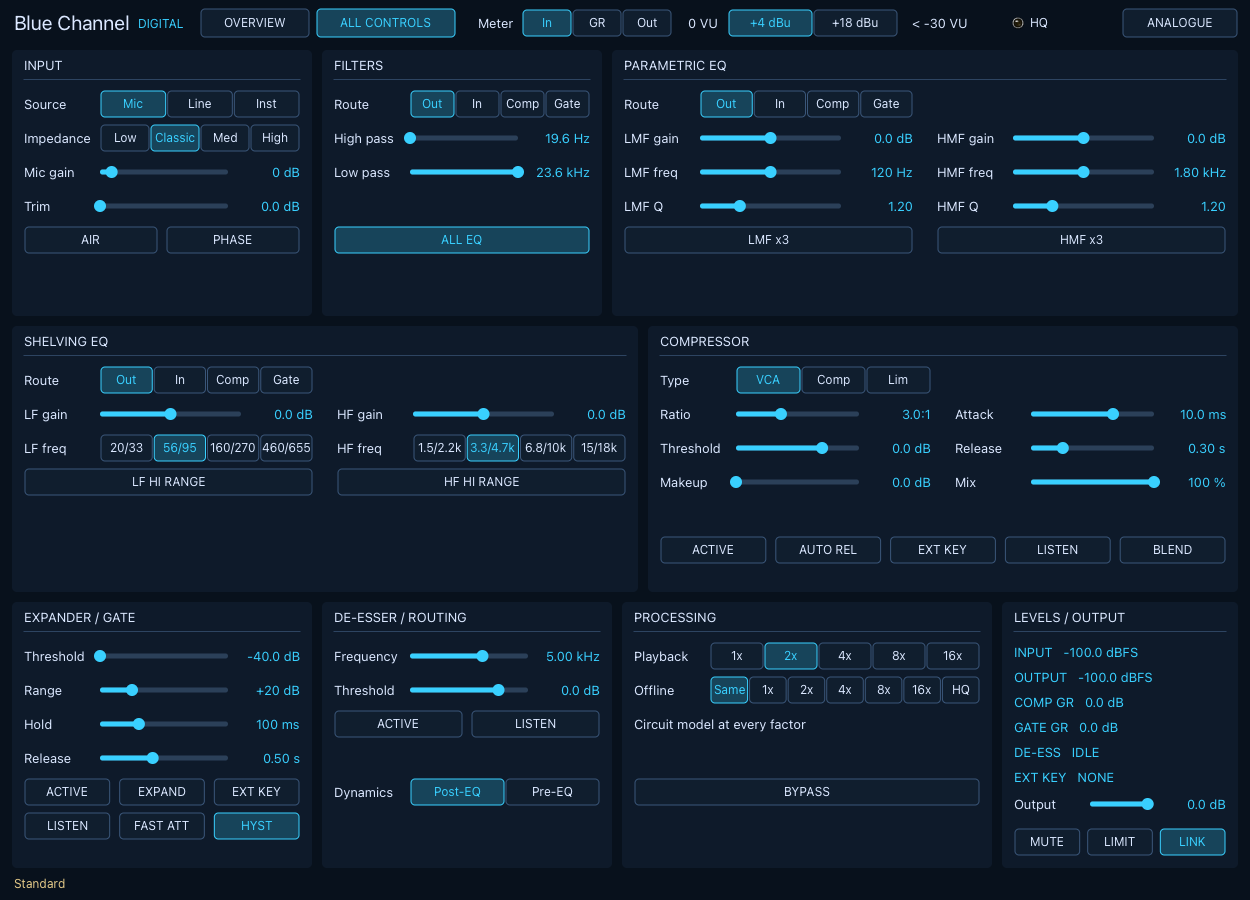 Blue Channel DIGITAL OVERVIEW ALL CONTROLS Meter In GR Out 0 VU +4 dBu +18 dBu < -30 VU HQ ANALOGUE
INPUT
Source Mic Line Inst
Impedance Low Classic Med High
Mic gain 0 dB
Trim 0.0 dB
AIR PHASE
FILTERS
Route Out In Comp Gate
High pass 19.6 Hz
Low pass 23.6 kHz
ALL EQ
PARAMETRIC EQ
Route Out In Comp Gate
LMF gain 0.0 dB HMF gain 0.0 dB
LMF freq 120 Hz HMF freq 1.80 kHz
LMF Q 1.20 HMF Q 1.20
LMF x3 HMF x3
SHELVING EQ
Route Out In Comp Gate
LF gain 0.0 dB HF gain 0.0 dB
LF freq 20/33 56/95 160/270 460/655 HF freq 1.5/2.2k 3.3/4.7k 6.8/10k 15/18k
LF HI RANGE HF HI RANGE
COMPRESSOR
Type VCA Comp Lim
Ratio 3.0:1 Attack 10.0 ms
Threshold 0.0 dB Release 0.30 s
Makeup 0.0 dB Mix 100 %
ACTIVE AUTO REL EXT KEY LISTEN BLEND
EXPANDER / GATE
Threshold -40.0 dB
Range +20 dB
Hold 100 ms
Release 0.50 s
ACTIVE EXPAND EXT KEY
LISTEN FAST ATT HYST
DE-ESSER / ROUTING
Frequency 5.00 kHz
Threshold 0.0 dB
ACTIVE LISTEN
Dynamics Post-EQ Pre-EQ
PROCESSING
Playback 1x 2x 4x 8x 16x
Offline Same 1x 2x 4x 8x 16x HQ
Circuit model at every factor
BYPASS
LEVELS / OUTPUT
INPUT -100.0 dBFS
OUTPUT -100.0 dBFS
COMP GR 0.0 dB
GATE GR 0.0 dB
DE-ESS IDLE
EXT KEY NONE
Output 0.0 dB
MUTE LIMIT LINK
Standard